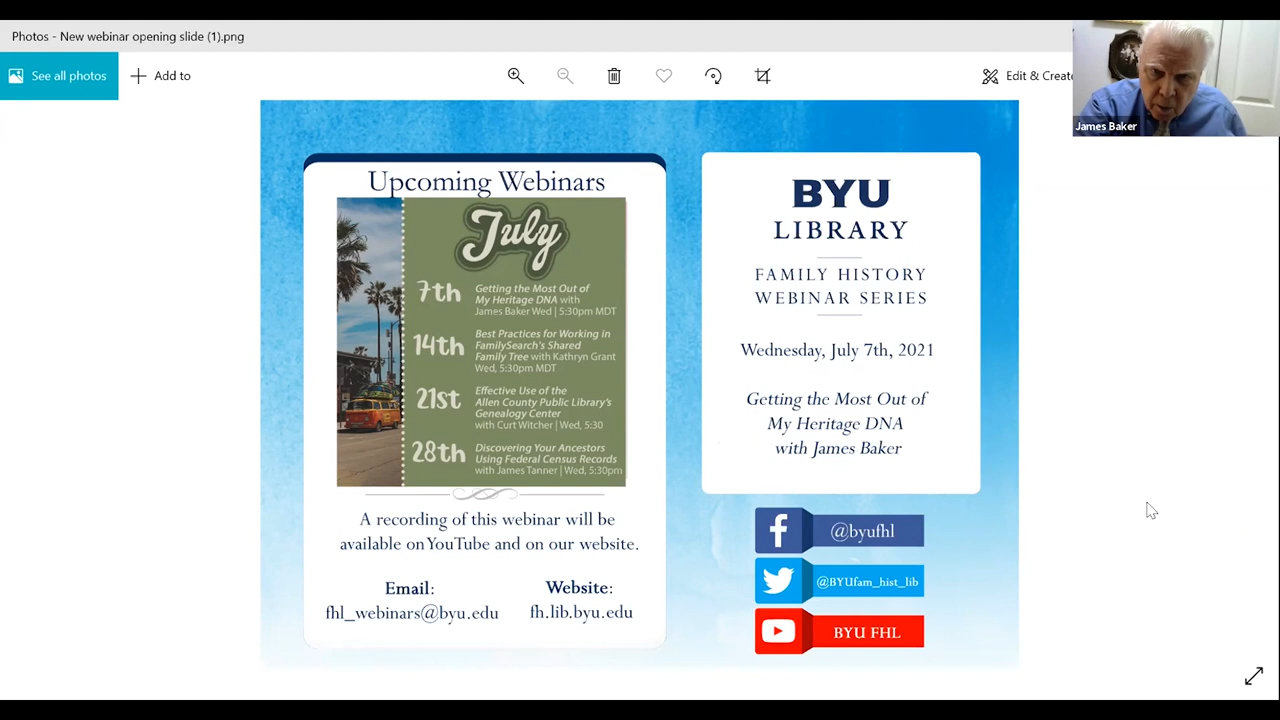 Photos - New webinar opening slide (1).png
See all photos
Add to
Edit & Create
James Baker
Upcoming Webinars
July
7th
Getting the Most Out of
My Heritage DNA with
James Baker Wed | 5:30pm MDT
14th
Best Practices for Working in
FamilySearch's Shared
Family Tree with Kathryn Grant
Wed, 5:30pm MDT
21st
Effective Use of the
Allen County Public Library's
Genealogy Center
with Curt Witcher | Wed, 5:30
28th
Discovering Your Ancestors
Using Federal Census Records
with James Tanner | Wed, 5:30pm
A recording of this webinar will be
available on YouTube and on our website.
Email:
fhl_webinars@byu.edu
Website:
fh.lib.byu.edu
BYU
LIBRARY
FAMILY HISTORY
WEBINAR SERIES
Wednesday, July 7th, 2021
Getting the Most Out of
My Heritage DNA
with James Baker
@byufhl
@BYUfam_hist_lib
BYU FHL